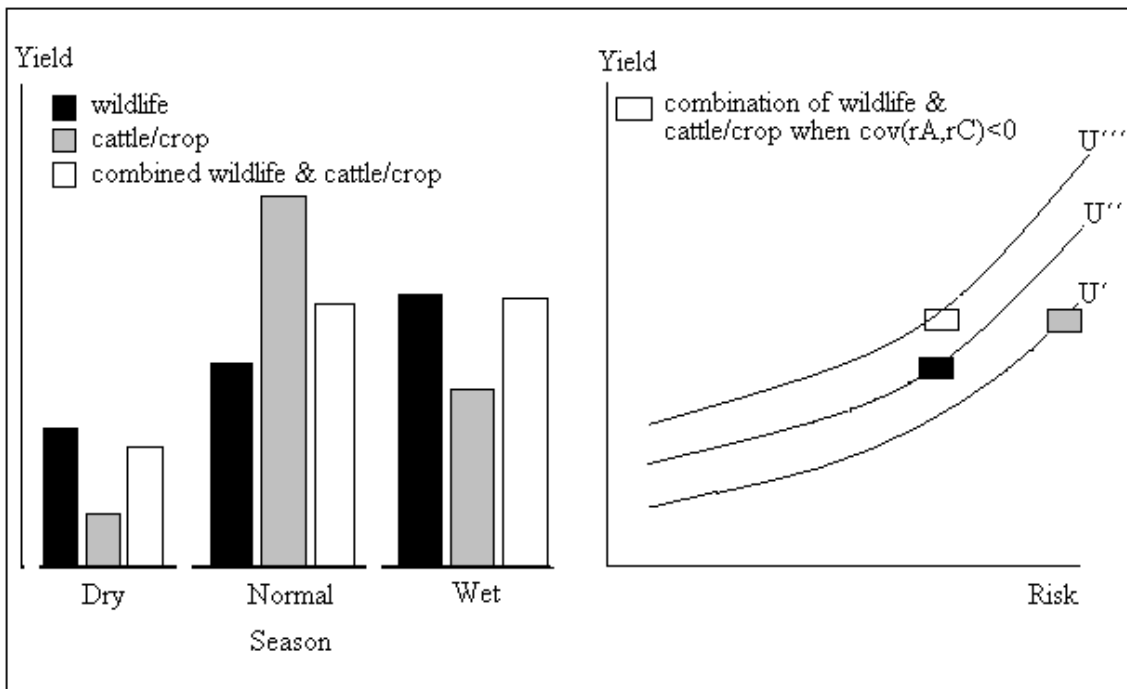 Yield
wildlife
cattle/crop
combined wildlife & cattle/crop
Dry
Normal
Wet
Season
Yield
combination of wildlife &
cattle/crop when cov(rA,rC)<0
U′′′
U′′
U′
Risk